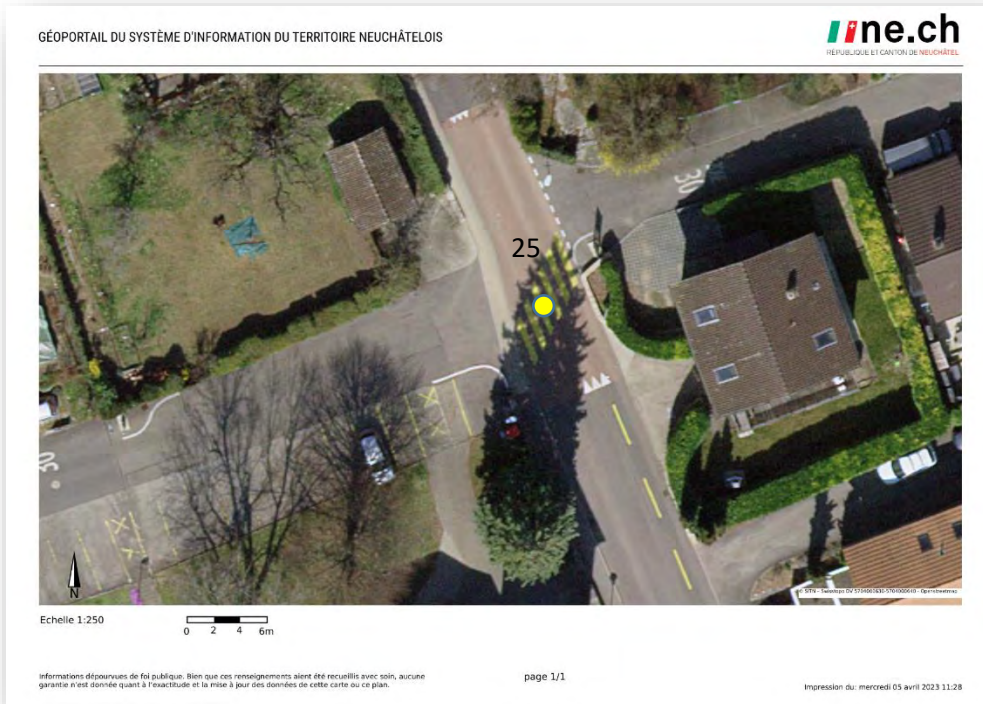 GÉOPORTAIL DU SYSTÈME D'INFORMATION DU TERRITOIRE NEUCHÂTELOIS
ne.ch
RÉPUBLIQUE ET CANTON DE NEUCHÂTEL
30
25
30
N
Echelle 1:250
0 2 4 6m
Informations dépourvues de foi publique. Bien que ces renseignements aient été recueillis avec soin, aucune
garantie n'est donnée quant à l'exactitude et la mise à jour des données de cette carte ou ce plan.
page 1/1
Impression du: mercredi 05 avril 2023 11:28